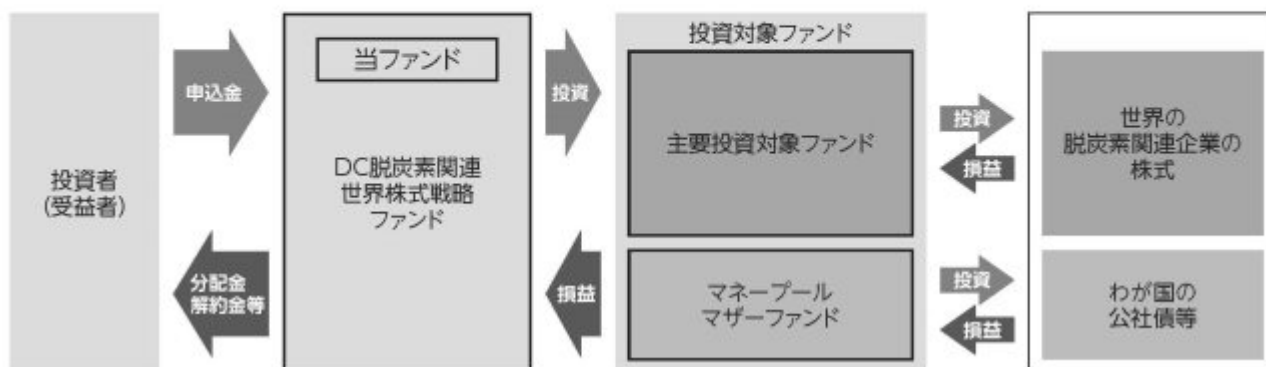 投資者
(受益者)
申込金
分配金
解約金等
当ファンド
DC脱炭素関連
世界株式戦略
ファンド
投資
損益
投資対象ファンド
主要投資対象ファンド
マネープール
マザーファンド
投資
損益
投資
損益
世界の
脱炭素関連企業の
株式
わが国の
公社債等